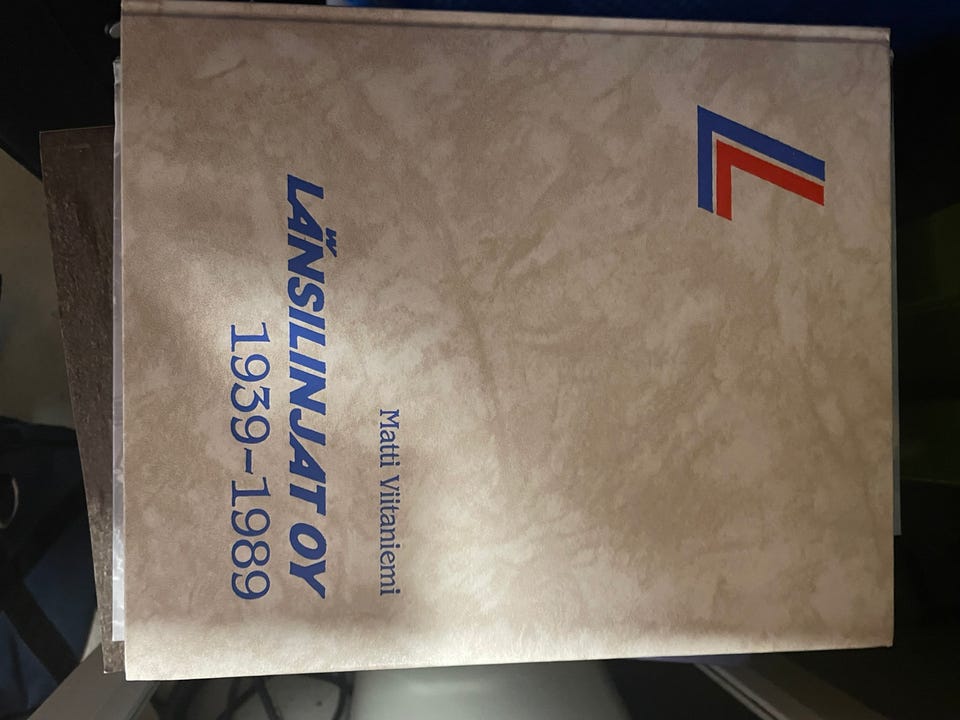 Matti Viitaniemi
LÄNSILINJAT OY
1939–1989